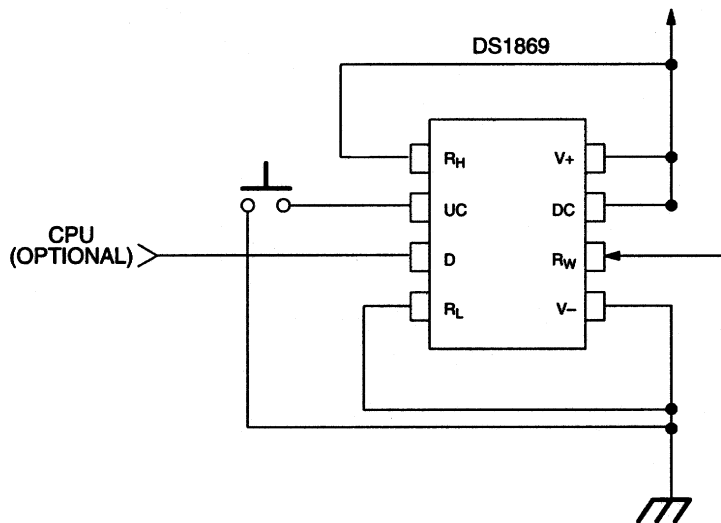 DS1869
RH V+
UC DC
CPU
(OPTIONAL) D RW
RL V-